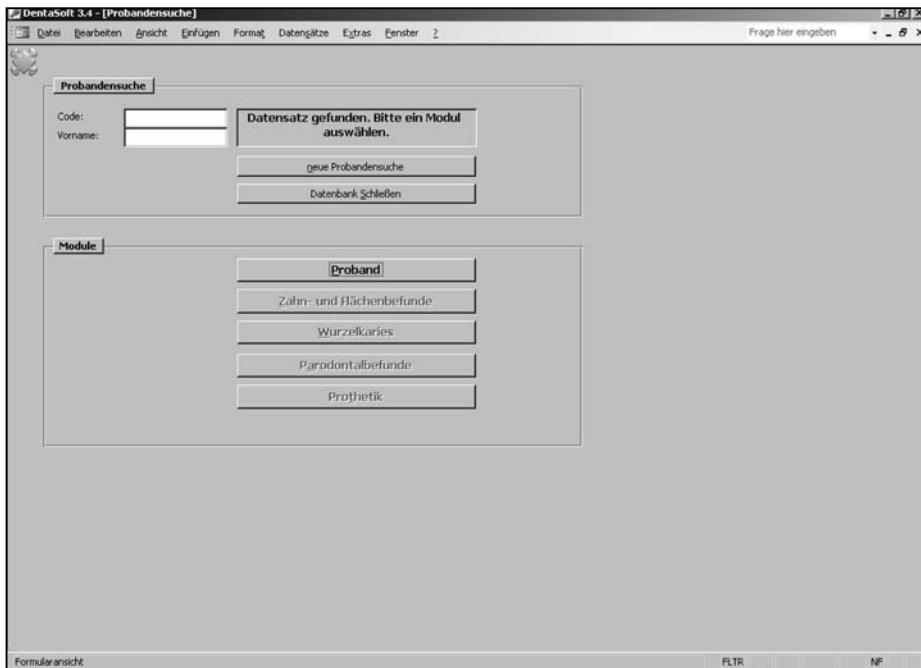 DentaSoft 3.4 - [Probandensuche]
Datei Bearbeiten Ansicht Einfügen Format Datensätze Extras Fenster ? Frage hier eingeben
Probandensuche
Code:
Vorname:
Datensatz gefunden. Bitte ein Modul
auswählen.
neue Probandensuche
Datenbank Schließen
Module
Proband
Zahn- und Flächenbefunde
Wurzelkaries
Parodontalbefunde
Prothetik
Formularansicht FLTR NF